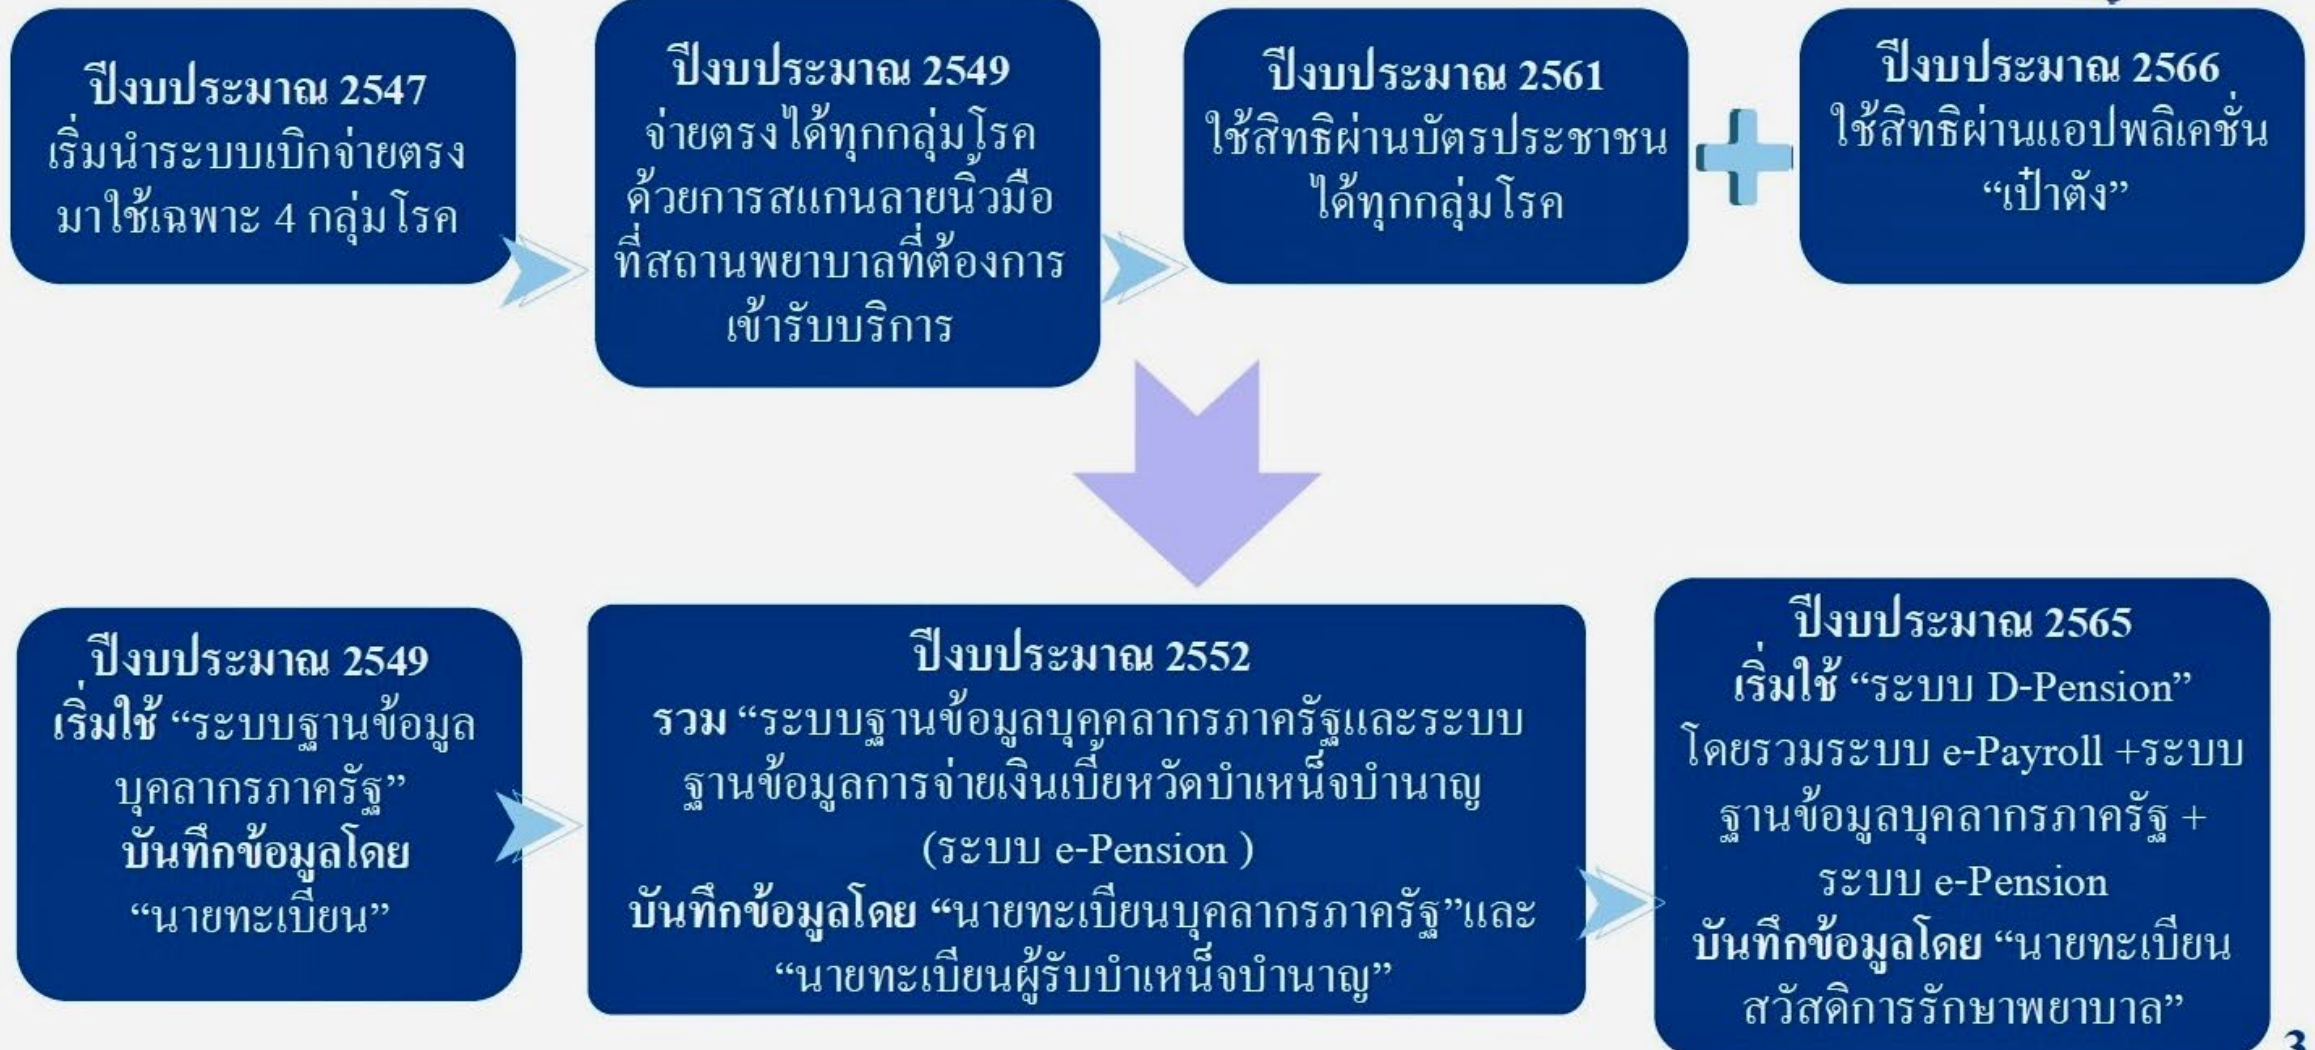 ปีงบประมาณ 2547
เริ่มนำระบบเบิกจ่ายตรง
มาใช้เฉพาะ 4 กลุ่มโรค
ปีงบประมาณ 2549
จ่ายตรงได้ทุกกลุ่มโรค
ด้วยการสแกนลายนิ้วมือ
ที่สถานพยาบาลที่ต้องการ
เข้ารับบริการ
ปีงบประมาณ 2561
ใช้สิทธิผ่านบัตรประชาชน
ได้ทุกกลุ่มโรค
ปีงบประมาณ 2566
ใช้สิทธิผ่านแอปพลิเคชั่น
“เป๋าตัง”
ปีงบประมาณ 2549
เริ่มใช้ “ระบบฐานข้อมูล
บุคลากรภาครัฐ”
บันทึกข้อมูลโดย
“นายทะเบียน”
ปีงบประมาณ 2552
รวม “ระบบฐานข้อมูลบุคคลากรภาครัฐและระบบ
ฐานข้อมูลการจ่ายเงินเบี้ยหวัดบำเหน็จบำนาญ
(ระบบ e-Pension )
บันทึกข้อมูลโดย “นายทะเบียนบุคลากรภาครัฐ”และ
“นายทะเบียนผู้รับบำเหน็จบำนาญ”
ปีงบประมาณ 2565
เริ่มใช้ “ระบบ D-Pension”
โดยรวมระบบ e-Payroll +ระบบ
ฐานข้อมูลบุคลากรภาครัฐ +
ระบบ e-Pension
บันทึกข้อมูลโดย “นายทะเบียน
สวัสดิการรักษาพยาบาล”
3